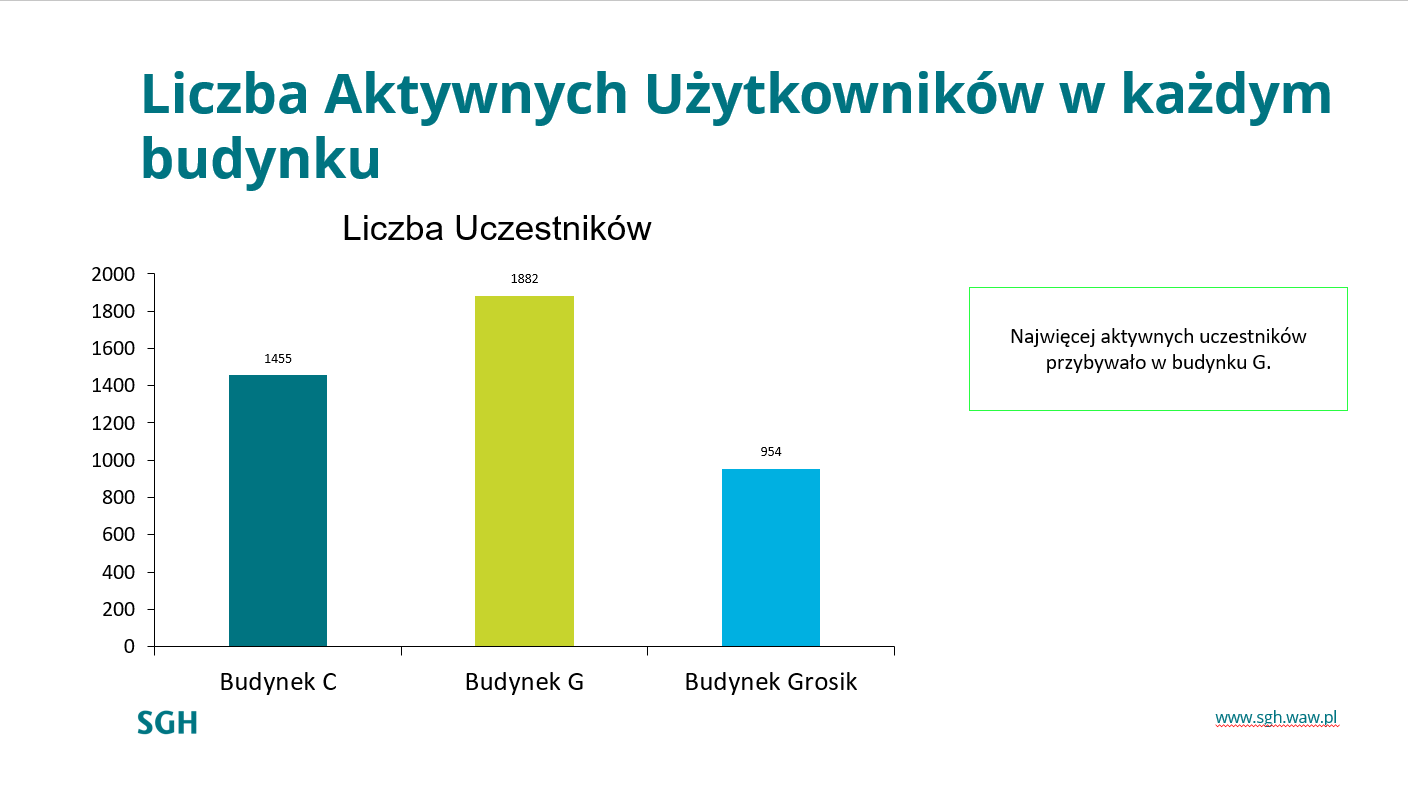 Liczba Aktywnych Użytkowników w każdym
budynku
Liczba Uczestników
2000
1800
1600
1400
1200
1000
800
600
400
200
0
1455
1882
954
Budynek C
Budynek G
Budynek Grosik
Najwięcej aktywnych uczestników
przybywało w budynku G.
SGH
www.sgh.waw.pl